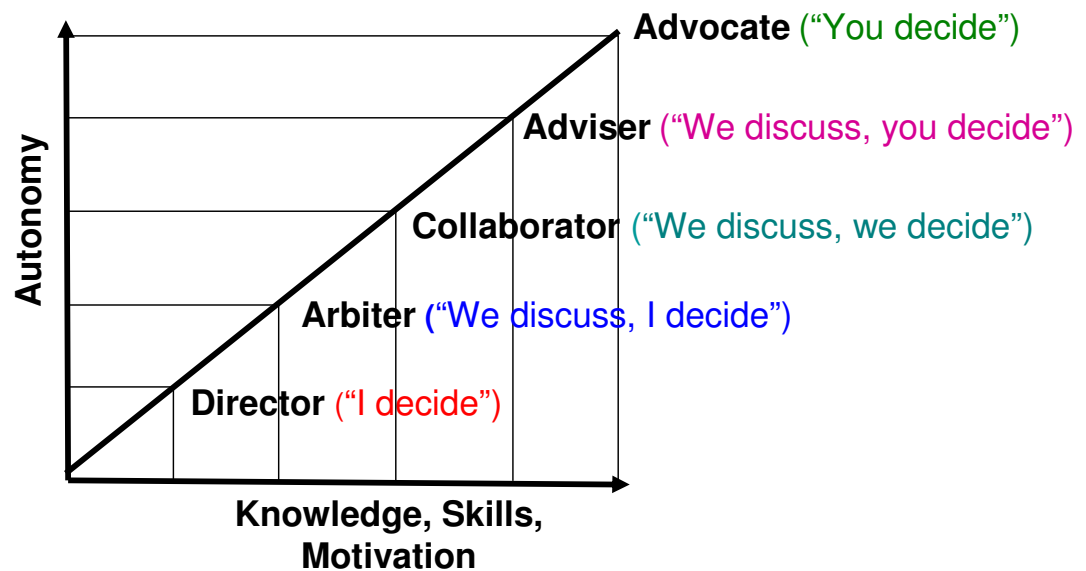 Advocate (“You decide”)
Adviser (“We discuss, you decide”)
Collaborator (“We discuss, we decide”)
Arbiter (“We discuss, I decide”)
Director (“I decide”)
Autonomy
Knowledge, Skills,
Motivation